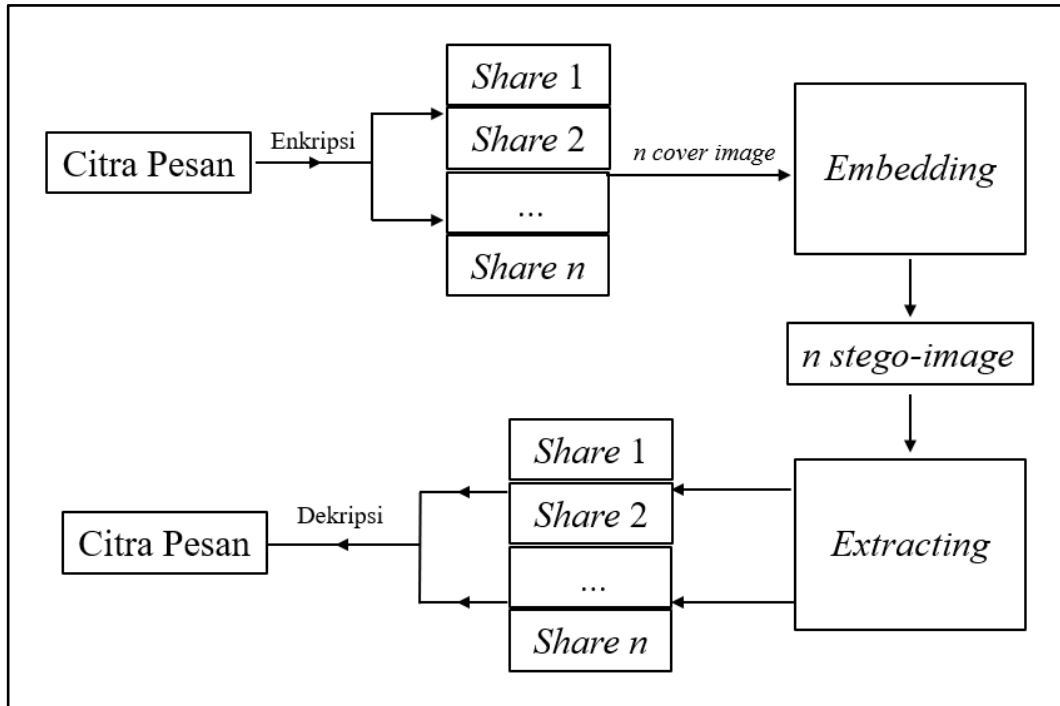 Citra Pesan
Enkripsi
Share 1
Share 2
...
Share n
n cover image
Embedding
n stego-image
Extracting
Share 1
Share 2
...
Share n
Dekripsi
Citra Pesan